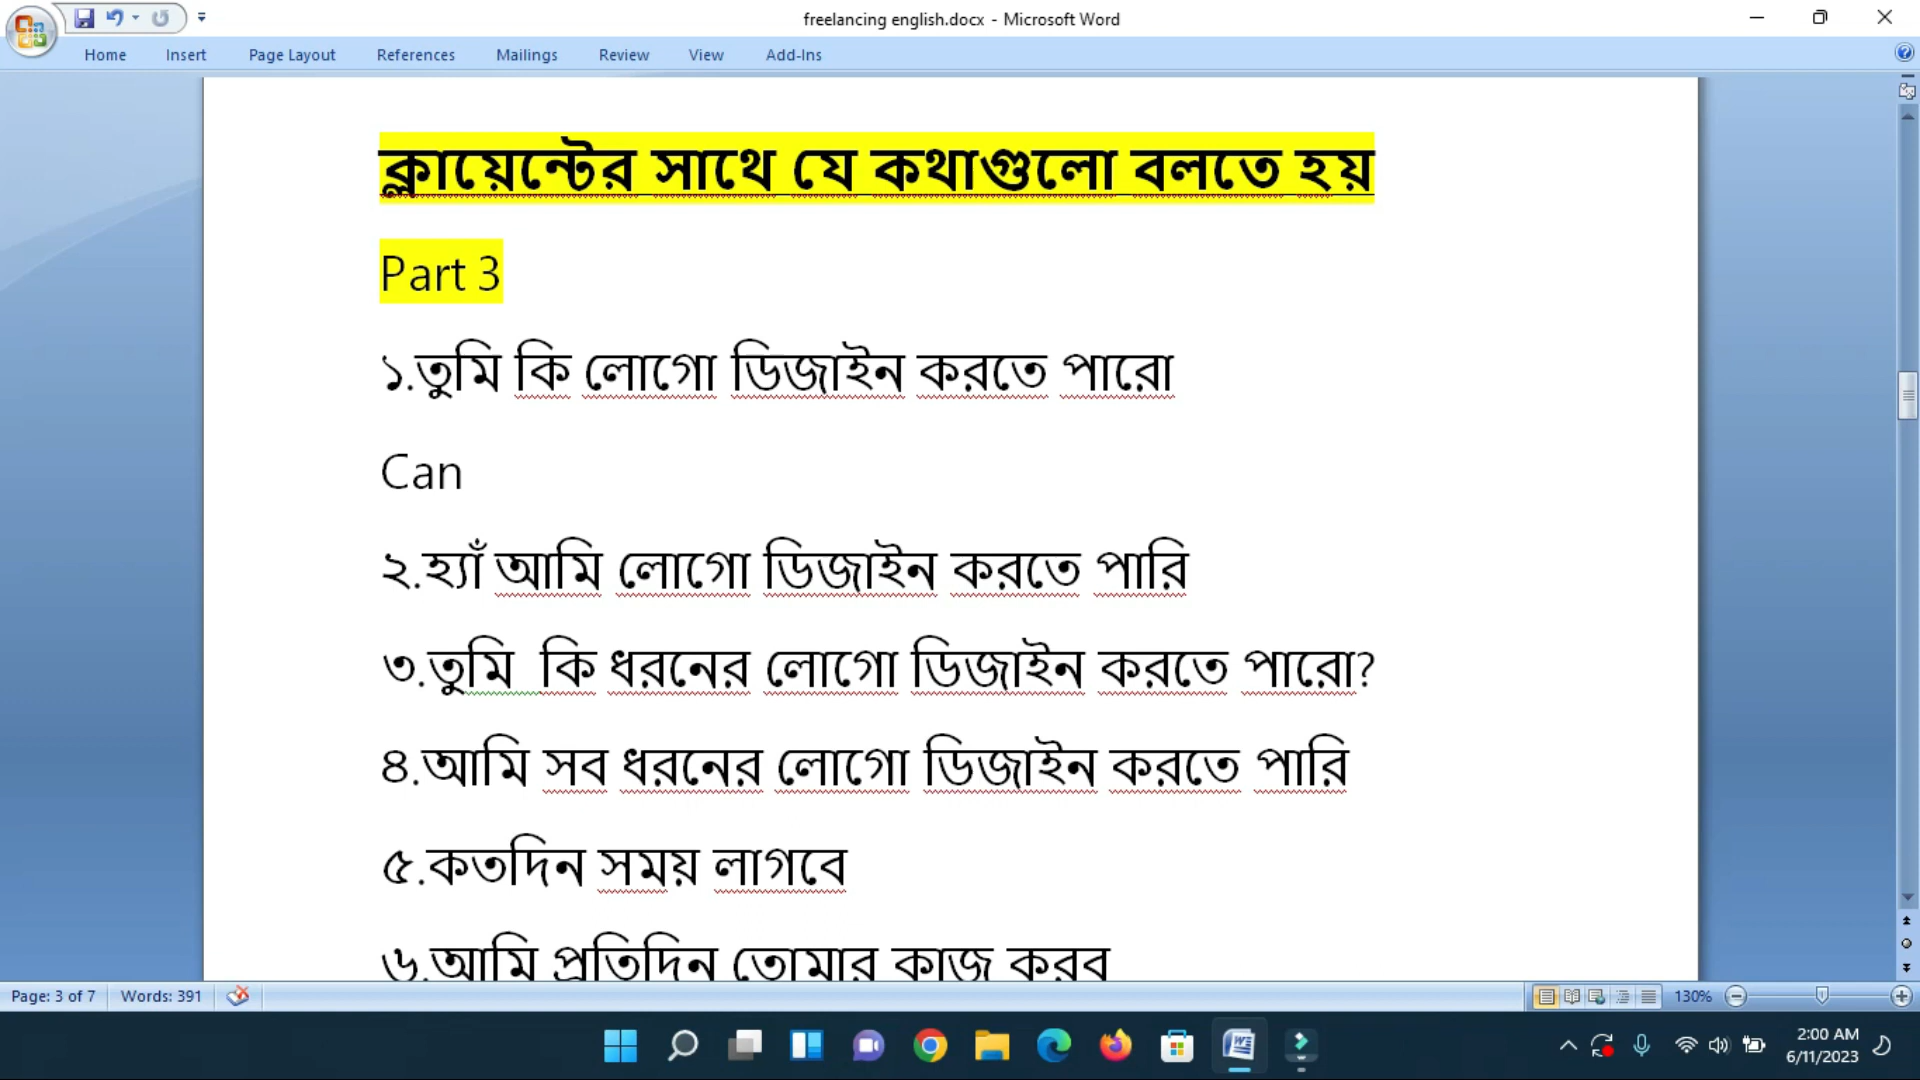 freelancing english.docx - Microsoft Word
Home Insert Page Layout References Mailings Review View Add-Ins
ক্লায়েন্টের সাথে যে কথাগুলো বলতে হয়
Part 3
১.তুমি কি লোগো ডিজাইন করতে পারো
Can
২.হ্যাঁ আমি লোগো ডিজাইন করতে পারি
৩.তুমি কি ধরনের লোগো ডিজাইন করতে পারো?
৪.আমি সব ধরনের লোগো ডিজাইন করতে পারি
৫.কতদিন সময় লাগবে
৬.আমি প্রতিদিন তোমার কাজ করব
Page: 3 of 7 Words: 391 130%
2:00 AM
6/11/2023